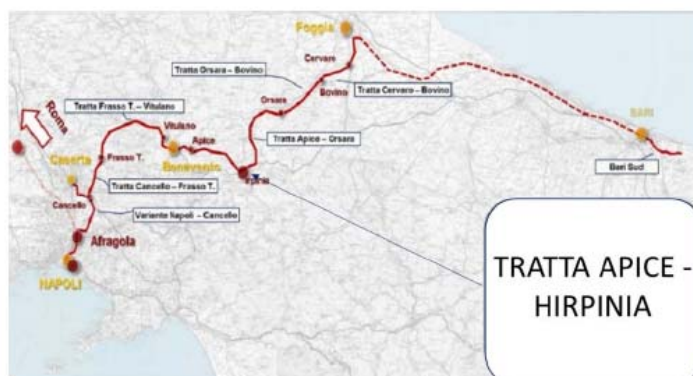 Foggia
Cervaro
Tratta Orsara – Bovino
Bovino
Tratta Cervaro – Bovino
Orsara
Tratta Frasso T. – Vitulano
Roma
Vitulano
Apice
Tratta Apice – Orsara
BARI
Caserta
Frasso T.
Benevento
Bari Sud
Tratta Cancello – Frasso T.
Cancello
Variante Napoli – Cancello
Afragola
NAPOLI
TRATTA APICE -
HIRPINIA